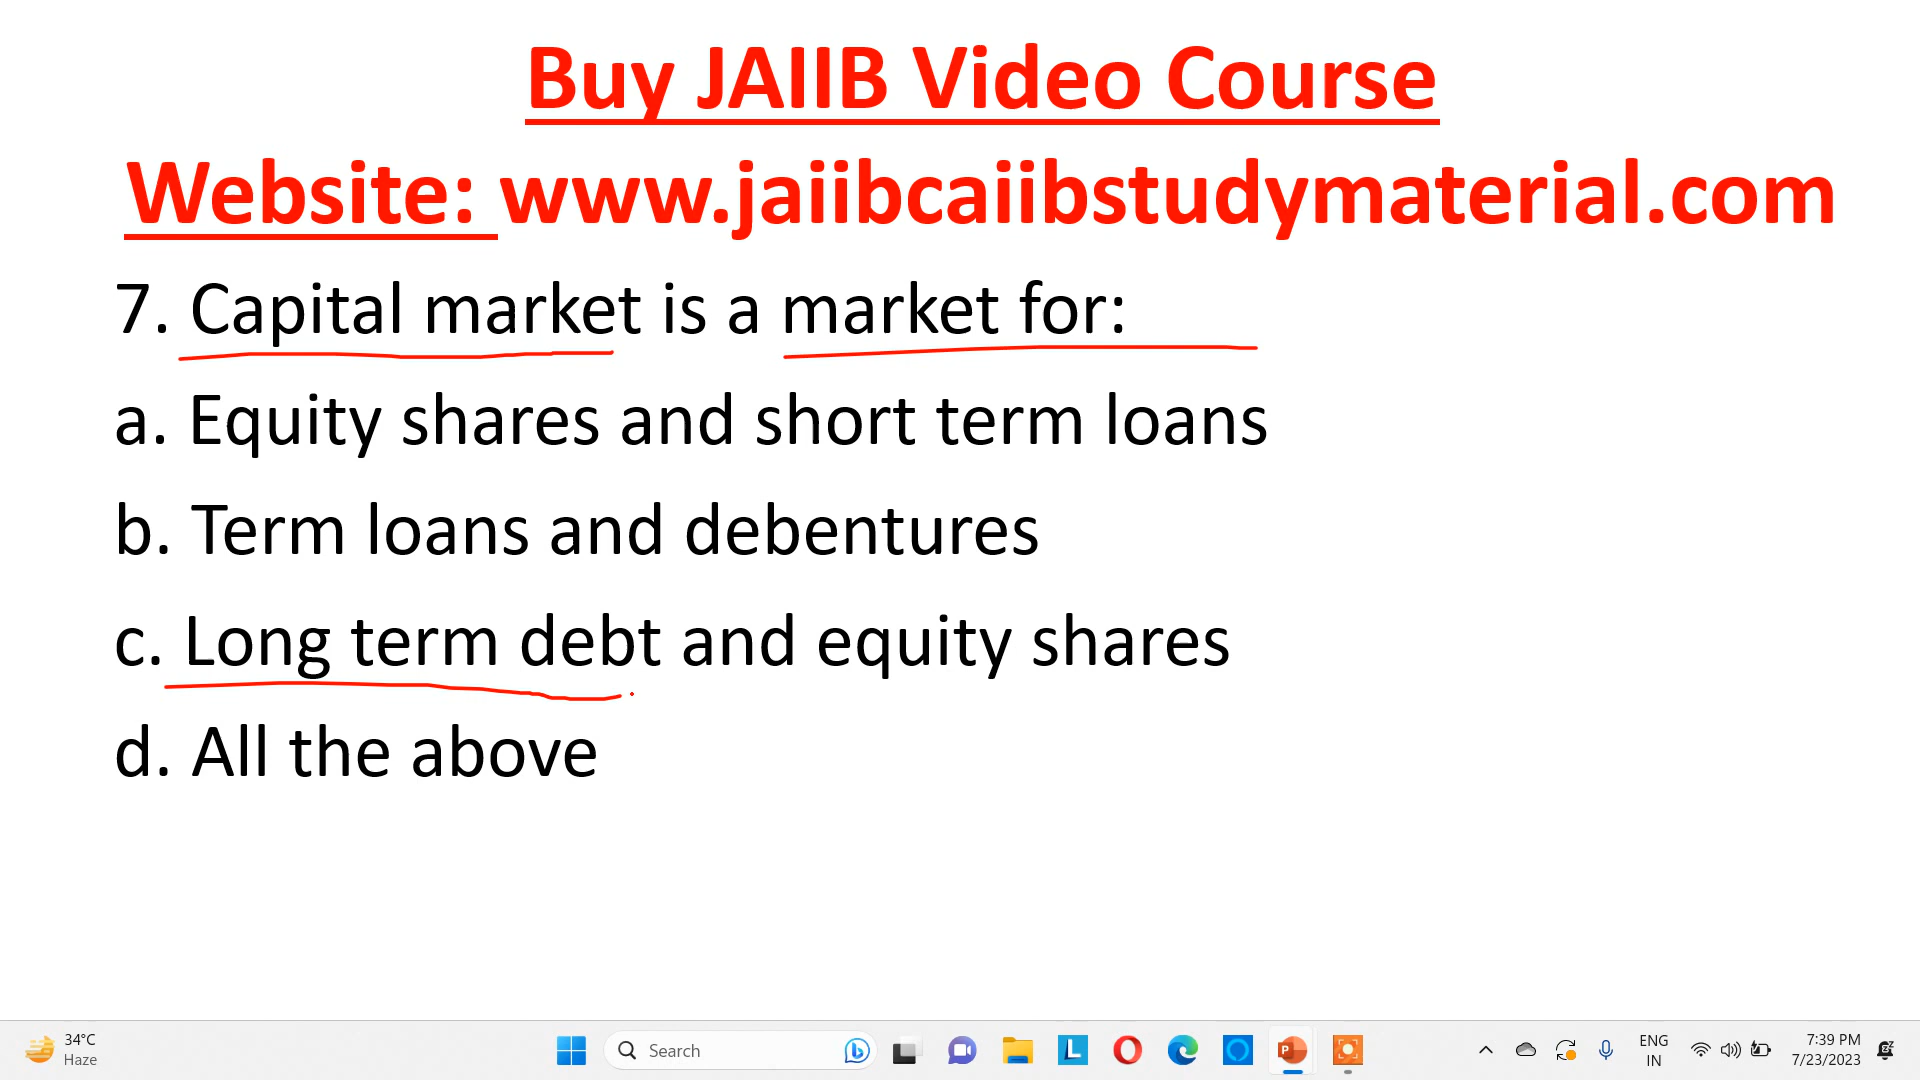 Buy JAIIB Video Course
Website: www.jaiibcaiibstudymaterial.com
7. Capital market is a market for:
a. Equity shares and short term loans
b. Term loans and debentures
c. Long term debt and equity shares
d. All the above
34°C
Haze
Search
ENG
IN
7:39 PM
7/23/2023